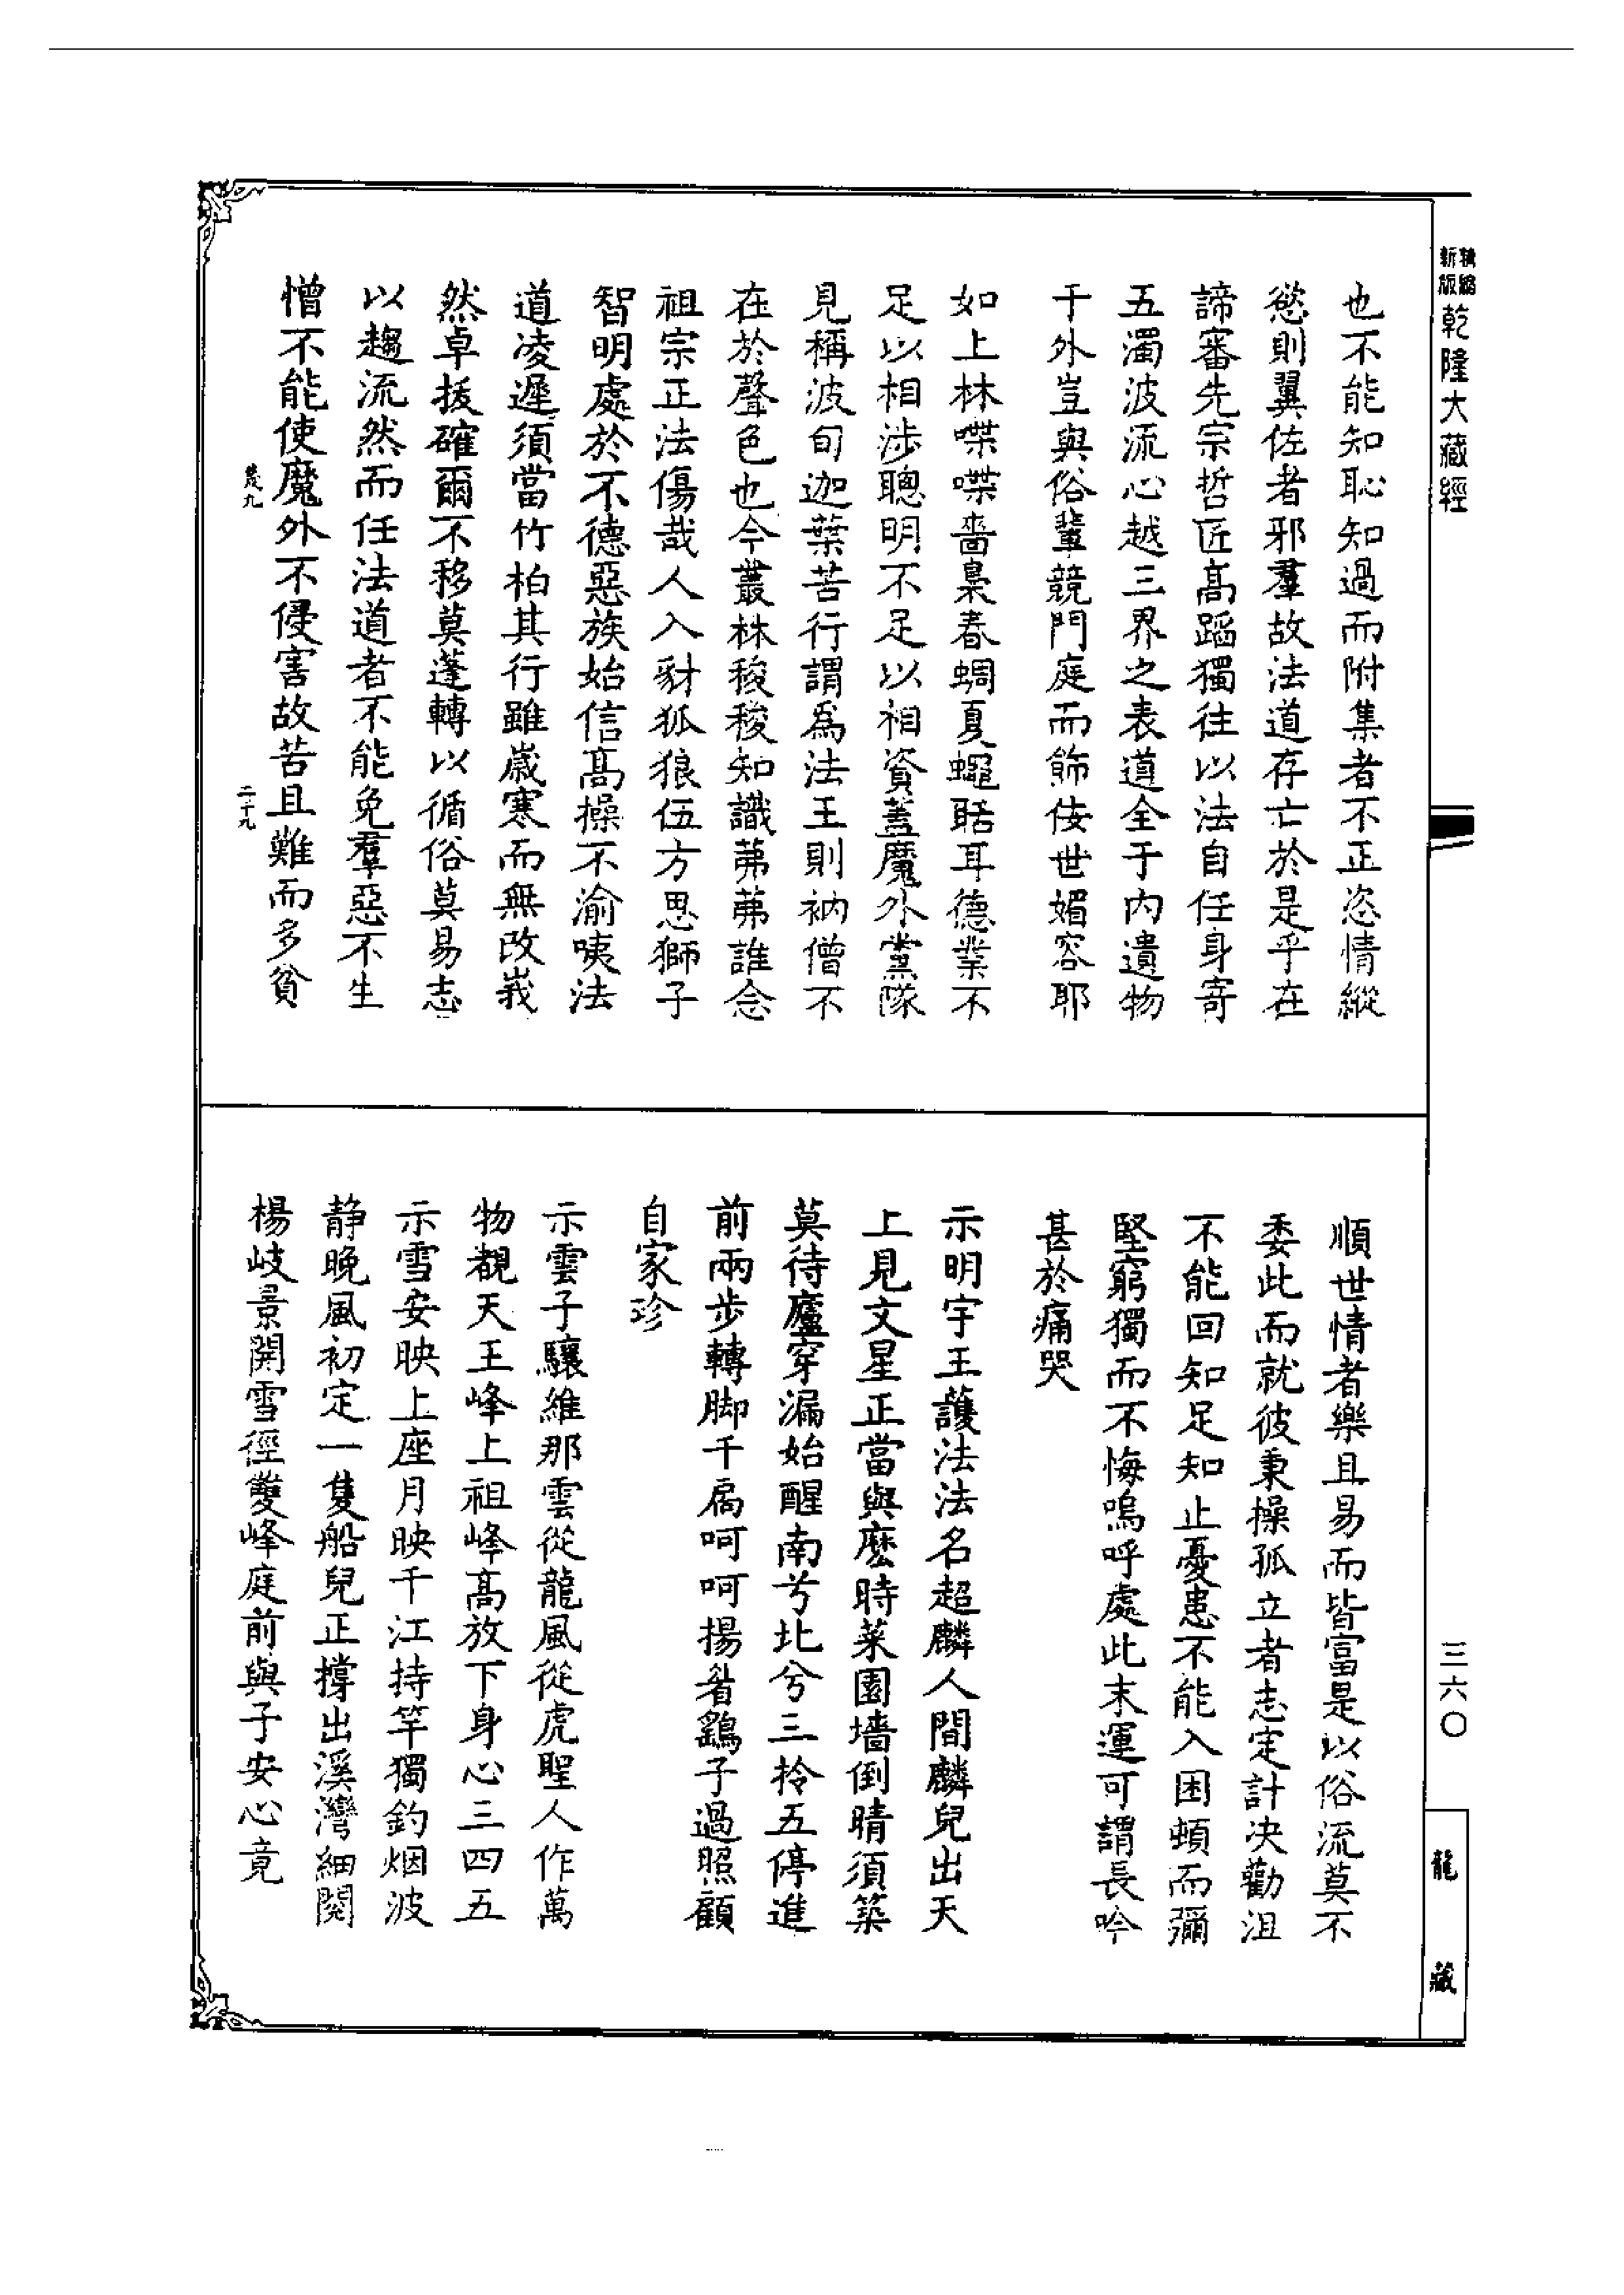 精縮
新版
乾隆大藏經
也不能知恥知過而附集者不正恣情縱
慾則翼佐者邪羣故法道存亡於是乎在
諦審先宗哲匠高蹈獨往以法自任身寄
五濁波流心越三界之表道全于內遺物
于外豈與俗輩競門庭而飾伎世媚容耶
如上林喋喋嗇梟春蜩夏蠅聒耳德業不
足以相涉聰明不足以相資蓋魔外黨隊
見稱波旬迦葉苦行謂爲法王則衲僧不
在於聲色也今叢林稜稜知識茀茀誰念
祖宗正法傷哉人入豺狐狼伍方思獅子
智明處於不德惡族始信高操不渝咦法
道凌遲須當竹柏其行雖嵗寒而無改峩
然卓拔確爾不移莫蓬轉以循俗莫易志
以趨流然而任法道者不能免羣惡不生
憎不能使魔外不侵害故苦且難而多貧
卷九
二十九
順世情者樂且易而皆富是以俗流莫不
委此而就彼秉操孤立者志定計決勸沮
不能回知足知止憂患不能入困頓而彌
堅窮獨而不悔嗚呼處此末運可謂長吟
甚於痛哭
示明宇王護法法名超麟人間麟兒出天
上見文星正當與麽時菜園墻倒晴須築
莫待廬穿漏始醒南兮北兮三拎五停進
前兩步轉脚千扄呵呵揚眉鷂子過照顧
自家珍
示雲子驤維那雲從龍風從虎聖人作萬
物覩天王峰上祖峰高放下身心三四五
示雪安映上座月映千江持竿獨釣烟波
靜晚風初定一隻船兒正撐出溪灣細閱
楊岐景開雪徑雙峰庭前與子安心竟
三六〇
龍藏